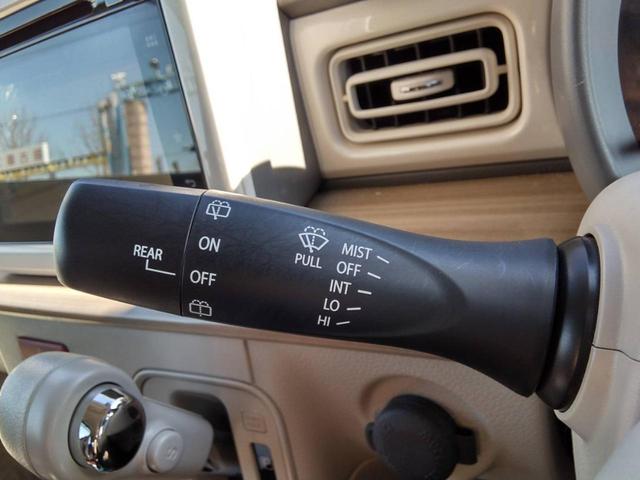 REAR
ON
OFF
PULL
MIST
OFF
INT
LO
HI